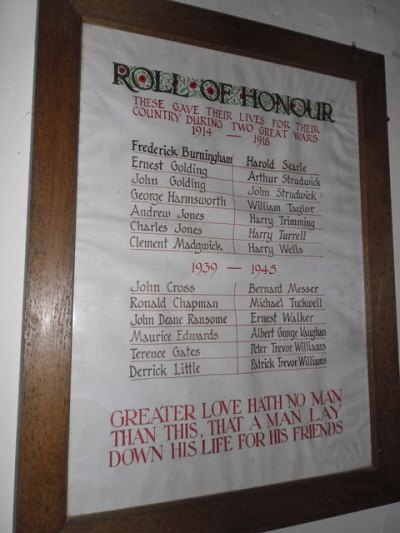 ROLL OF HONOUR
THESE GAVE THEIR LIVES FOR THEIR
COUNTRY DURING TWO GREAT WARS
1914 — 1918
Frederick Burningham Harold Searle
Ernest Golding Arthur Strudwick
John Golding John Strudwick
George Harmsworth William Taylor
Andrew Jones Harry Trimming
Charles Jones Harry Turrell
Clement Madgwick Harry Wells
1939 — 1945
John Cross Bernard Messer
Ronald Chapman Michael Tuckwell
John Deane Ransome Ernest Walker
Maurice Edwards Albert George Vaughan
Terence Gates Peter Trevor Williams
Derrick Little Patrick Trevor Williams
GREATER LOVE HATH NO MAN
THAN THIS, THAT A MAN LAY
DOWN HIS LIFE FOR HIS FRIENDS